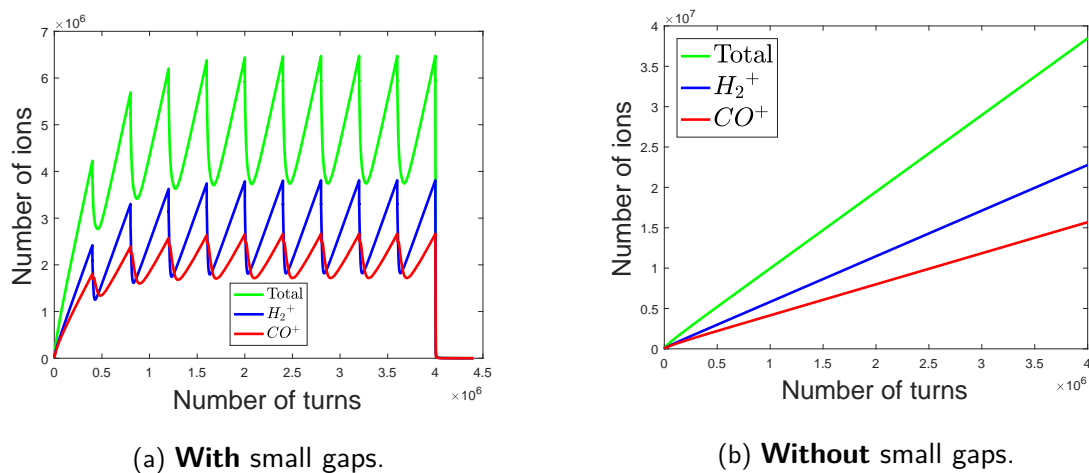 ×10⁶
7
6
5
4
3
2
1
0
Number of ions
Total
H₂⁺
CO⁺
0 0.5 1 1.5 2 2.5 3 3.5 4 4.5
Number of turns
×10⁶
(a) With small gaps.
×10⁷
4
3.5
3
2.5
2
1.5
1
0.5
0
Number of ions
Total
H₂⁺
CO⁺
0 0.5 1 1.5 2 2.5 3 3.5 4
Number of turns
×10⁶
(b) Without small gaps.